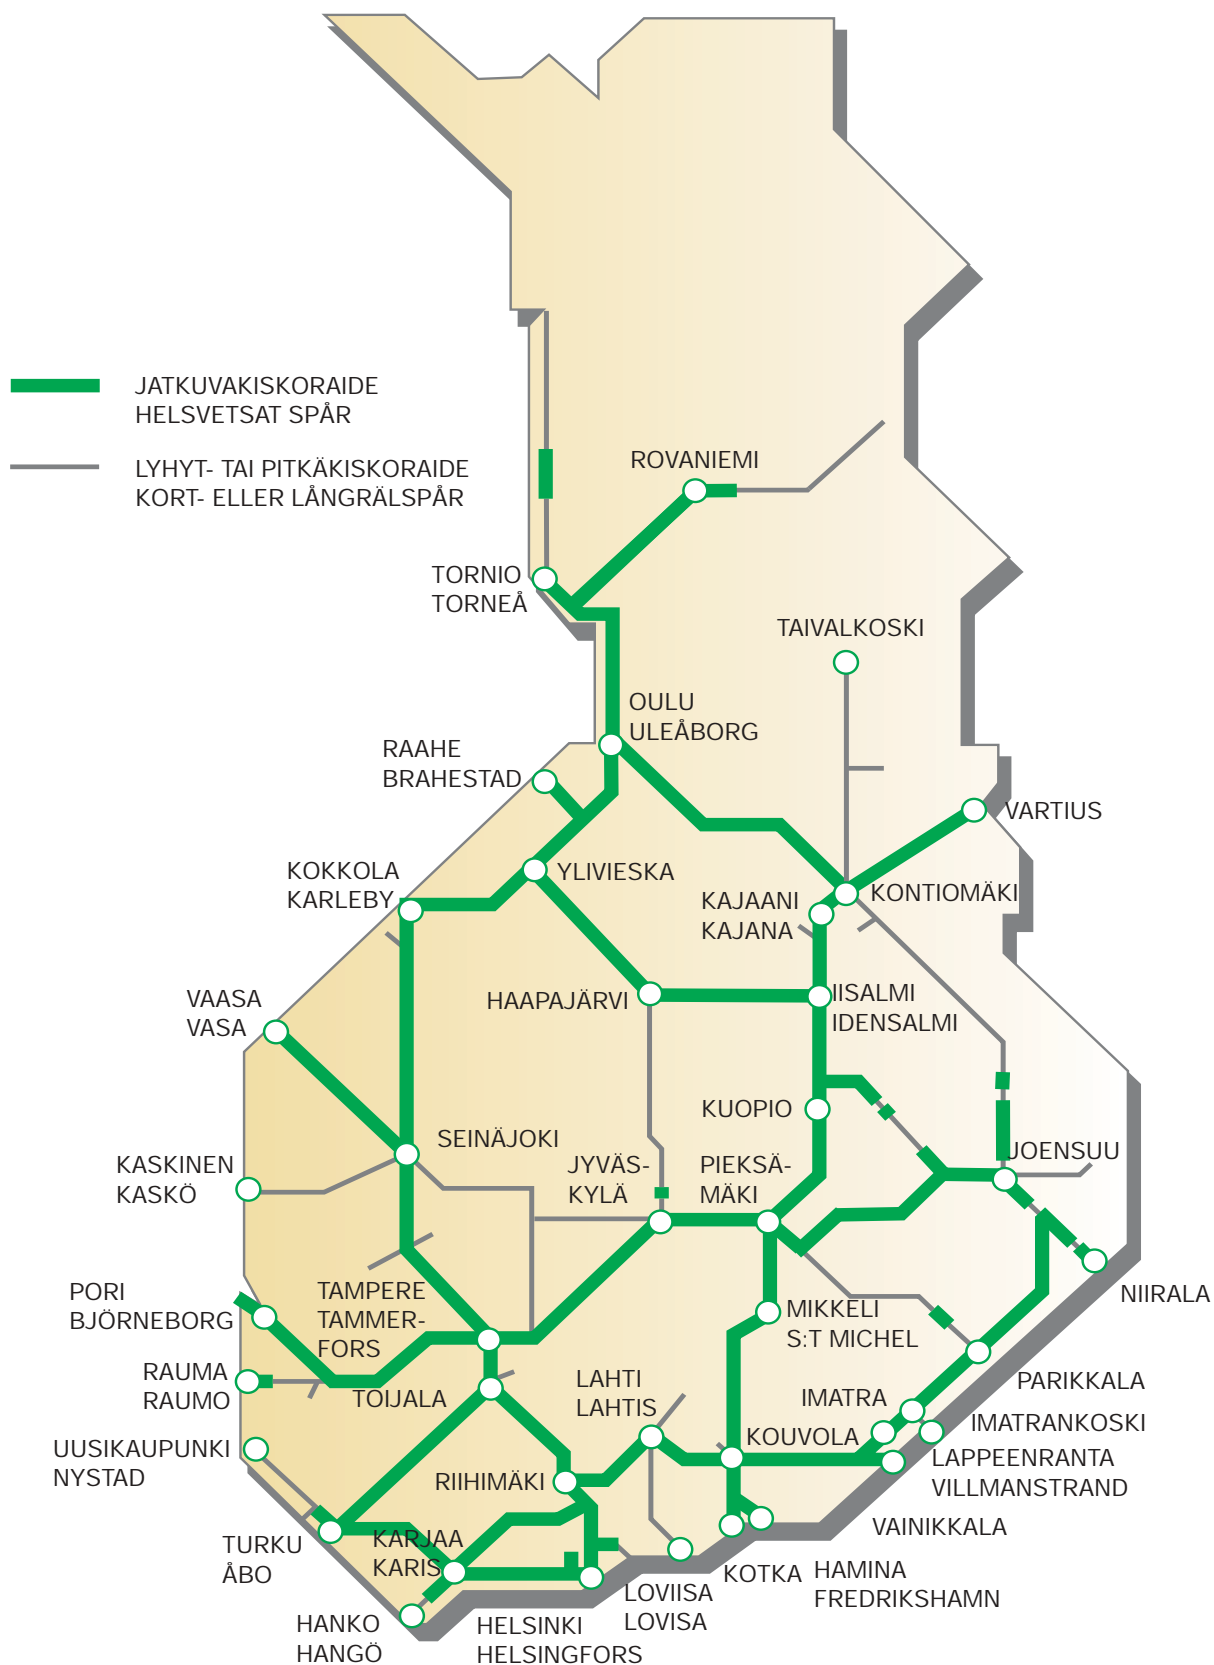 JATKUVAKISKORAIDE
HELSVETSAT SPÅR
LYHYT- TAI PITKÄKISKORAIDE
KORT- ELLER LÅNGRÄLSPÅR
ROVANIEMI
TORNIO
TORNEÅ
TAIVALKOSKI
OULU
ULEÅBORG
RAAHE
BRAHESTAD
VARTIUS
KOKKOLA
KARLEBY
YLIVIESKA
KAJAANI
KAJANA
KONTIOMÄKI
VAASA
VASA
HAAPAJÄRVI
IISALMI
IDENSALMI
KUOPIO
SEINÄJOKI
JOENSUU
KASKINEN
KASKÖ
JYVÄS-
KYLÄ
PIEKSÄ-
MÄKI
PORI
BJÖRNEBORG
TAMPERE
TAMMER-
FORS
MIKKELI
S:T MICHEL
NIIRALA
RAUMA
RAUMO
TOIJALA
LAHTI
LAHTIS
PARIKKALA
IMATRA
IMATRANKOSKI
UUSIKAUPUNKI
NYSTAD
RIIHIMÄKI
KOUVOLA
LAPPEENRANTA
VILLMANSTRAND
VAINIKKALA
TURKU
ÅBO
KARJAA
KARIS
KOTKA
HAMINA
FREDRIKSHAMN
LOVIISA
LOVISA
HANKO
HANGÖ
HELSINKI
HELSINGFORS